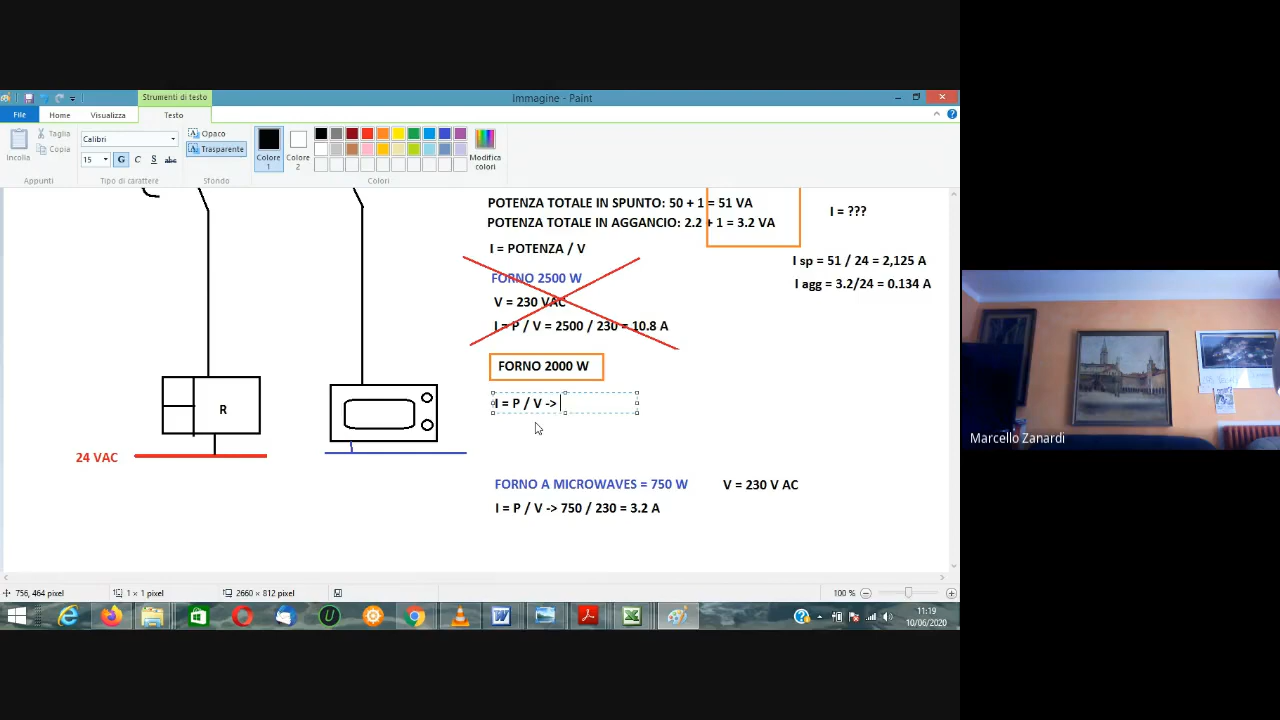 Strumenti di testo
Immagine - Paint
File
Home
Visualizza
Testo
Incolla
Taglia
Copia
Appunti
Calibri
15
G C S abc
Tipo di carattere
Opaco
Trasparente
Sfondo
Colore 1
Colore 2
Modifica colori
Colori
POTENZA TOTALE IN SPUNTO: 50 + 1 = 51 VA
POTENZA TOTALE IN AGGANCIO: 2.2 + 1 = 3.2 VA
I = ???
I = POTENZA / V
I sp = 51 / 24 = 2,125 A
I agg = 3.2/24 = 0.134 A
FORNO 2500 W
V = 230 VAC
I = P / V = 2500 / 230 = 10.8 A
FORNO 2000 W
I = P / V ->
R
24 VAC
FORNO A MICROWAVES = 750 W
V = 230 V AC
I = P / V -> 750 / 230 = 3.2 A
Marcello Zanardi
756, 464 pixel
1 × 1 pixel
2660 × 812 pixel
100 %
11:19
10/06/2020